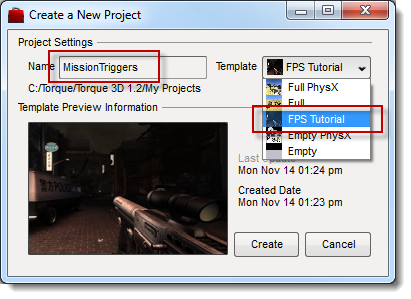 Create a New Project
Project Settings
Name MissionTriggers Template FPS Tutorial
C:/Torque/Torque 3D 1.2/My Projects
Full PhysX
Full
FPS Tutorial
Empty PhysX
Empty
Template Preview Information
Last
Mon Nov 14 01:24 pm
Created Date
Mon Nov 14 01:23 pm
Create Cancel